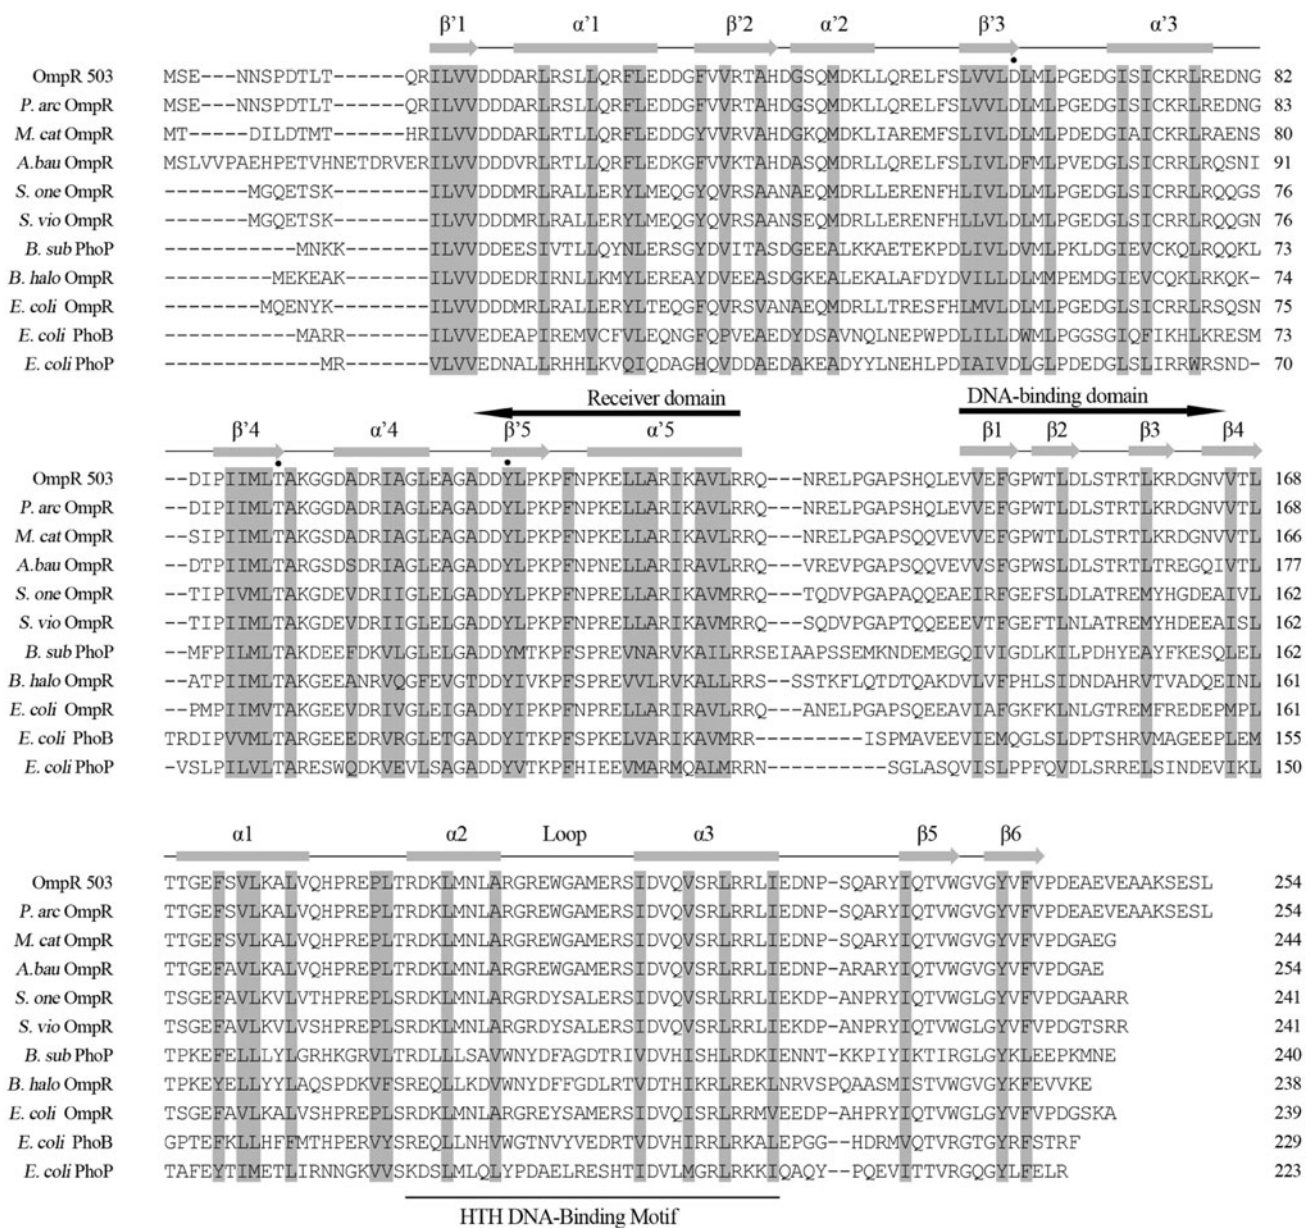 β'1 α'1 β'2 α'2 β'3 α'3
OmpR 503 MSE---NNSPDTLT-------QRILVVDDDARLRSLLQRFLEDDGFVVRTAHDGSQMDKLLQRELFSLVVLDLMLPGEDGLSICKRLREDNG 82
P. arc OmpR MSE---NNSPDTLT-------QRILVVDDDARLRSLLQRFLEDDGFVVRTAHDGSQMDKLLQRELFSLVVLDLMLPGEDGLSICKRLREDNG 83
M. cat OmpR MT-----DILDTMT-------HRILVVDDDARLRTLLQRFLEDDGYVVRVAHDGKQMDKLIAREMFSLIVLDLMLPDEDGIAICKRLRAENS 80
A.bau OmpR MSLVVPAEHPETVHNETDRVERILVVDDDVRLRTLLQRFLEDKGFVVKTAHDASQMDRLLQRELFSLIVLDFMLPVEDGLSICRRLRQSNI 91
S. one OmpR -------MGQETSK--------ILVVDDDMRLRALLERYLMEQGYQVRSAANAEQMDRLLERENFHLIVLDLMLPGEDGLSICRRLRQQGS 76
S. vio OmpR -------MGQETSK--------ILVVDDDMRLRALLERYLMEQGYQVRSAANSEQMDRLLERENFHLLVLDLMLPGEDGLSICRRLRQQGN 76
B. sub PhoP -----------MNKK-------ILVVDDEESIVTLLQYNLERSGYDVITASDGEEALKKAETEKPDLIVLDVMLPKLDGIEVCKQLRQQKL 73
B. halo OmpR ---------MEKEAK-------ILVVDDEDRIRNLLKMYLEREAYDVEEASDGKEALEKALAFDYDVILLDLMMPEMDGIEVCQKLRKQK- 74
E. coli OmpR --------MQENYK--------ILVVDDDMRLRALLERYLTEQGFQVRSVANAEQMDRLLTRESFHLMVLDLMLPGEDGLSICRRLRSQSN 75
E. coli PhoB -----------MARR-------ILVVEDEAPIREMVCFVLEQNGFQPVEAEDYDSAVNQLNEPWPDLILLDWMLPGGSGIQFIKHLKRESM 73
E. coli PhoP -------------MR-------VLVVEDNALLRHHLKVQIQDAGHQVDDAEDAKEADYYLNEHLPDIAIVDLGLPDEDGLSLIRRWRSND- 70
Receiver domain DNA-binding domain
β'4 α'4 β'5 α'5 β1 β2 β3 β4
OmpR 503 --DIPIIMLTAKGGDADRIAGLEAGADDYLPKPFNPKELLARIKAVLRRQ---NRELPGAPSHQLEVVEFGPWTLDLSTRTLKRDGNVVTL 168
P. arc OmpR --DIPIIMLTAKGGDADRIAGLEAGADDYLPKPFNPKELLARIKAVLRRQ---NRELPGAPSHQLEVVEFGPWTLDLSTRTLKRDGNVVTL 168
M. cat OmpR --SIPIIMLTAKGSDADRIAGLEAGADDYLPKPFNPKELLARIKAVLRRQ---NRELPGAPSQQVEVVEFGPWTLDLSTRTLKRDGNVVTL 166
A.bau OmpR --DTPIIMLTARGSDSDRIAGLEAGADDYLPKPFNPNELLARIRAVLRRQ---VREVPGAPSQQVEVVSFGPWSLDLSTRTLTREGQIVTL 177
S. one OmpR --TIPIVMLTAKGDEVDRIIGLELGADDYLPKPFNPRELLARIKAVMRRQ---TQDVPGAPAQQEAEIRFGEFSLDLATREMYHGDEAIVL 162
S. vio OmpR --TIPIIMLTAKGDEVDRIIGLELGADDYLPKPFNPRELLARIKAVMRRQ---SQDVPGAPTQQEEEVTFGEFTLNLATREMYHDEEAISL 162
B. sub PhoP --MFPILMLTAKDEEFDKVLGLELGADDYMTKPFSPREVNARVKAILRRSEIAAPSSEMKNDEMEGQIVIGDLKILPDHYEAYFKESQLEL 162
B. halo OmpR --ATPIIMLTAKGEEANRVQGFEVGTDDYIVKPFSPREVVLRVKALLRRS--SSTKFLQTDTQAKDVLVFPHLSIDNDAHRVTVADQEINL 161
E. coli OmpR --PMPIIMVTAKGEEVDRIVGLEIGADDYIPKPFNPRELLARIRAVLRRQ---ANELPGAPSQEEAVIAFGKFKLNLGTREMFREDEPMPL 161
E. coli PhoB TRDIPVVMLTARGEEEDRVRGLETGADDYITKPFSPKELVARIKAVMRR---------ISPMAVEEVIEMQGLSLDPTSHRVMAGEEPLEM 155
E. coli PhoP -VSLPILVLTARESWQDKVEVLSAGADDYVTKPFHIEEVMARMQALMRRN----------SGLASQVISLPPFQVDLSRRELSINDEVIKL 150
α1 α2 Loop α3 β5 β6
OmpR 503 TTGEFSVLKALVQHPREPLTRDKLMNLARGREWGAMERSIDVQVSRLRRLIEDNP-SQARYIQTVWGVGYVFVPDEAEVEAAKSESL 254
P. arc OmpR TTGEFSVLKALVQHPREPLTRDKLMNLARGREWGAMERSIDVQVSRLRRLIEDNP-SQARYIQTVWGVGYVFVPDEAEVEAAKSESL 254
M. cat OmpR TTGEFSVLKALVQHPREPLTRDKLMNLARGREWGAMERSIDVQVSRLRRLIEDNP-SQARYIQTVWGVGYVFVPDGAEG 244
A.bau OmpR TTGEFAVLKALVQHPREPLTRDKLMNLARGREWGAMERSIDVQVSRLRRLIEDNP-ARARYIQTVWGVGYVFVPDGAE 254
S. one OmpR TSGEFAVLKVLVTHPREPLSRDKLMNLARGRDYSALERSIDVQVSRLRRLIEKDP-ANPRYIQTVWGLGYVFVPDGAARR 241
S. vio OmpR TSGEFAVLKVLVSHPREPLSRDKLMNLARGRDYSALERSIDVQVSRLRRLIEKDP-ANPRYIQTVWGLGYVFVPDGTSRR 241
B. sub PhoP TPKEFELLLYLGRHKGRVLTRDLLLSAVWNYDFAGDTRIVDVHISHLRDKIENNT-KKPIYIKTIRGLGYKLEEPKMNE 240
B. halo OmpR TPKEYELLYYLAQSPDKVFSREQLLKDVWNYDFFGDLRTVDTHIKRLREKLNRVSPQAASMISTVWGVGYKFEVVKE 238
E. coli OmpR TSGEFAVLKALVSHPREPLSRDKLMNLARGREYSAMERSIDVQISRLRRMVEEDP-AHPRYIQTVWGLGYVFVPDGSKA 239
E. coli PhoB GPTEFKLLHFFMTHPERVYSREQLLNHVWGTNVYVEDRTVDVHIRRLRKALEPGG--HDRMVQTVRGTGYRFSTRF 229
E. coli PhoP TAFEYTIMETLIRNNGKVVSKDSLMLQLYPDAELRESHTIDVLMGRLRKKIQAQY--PQEVITTVRGQGYLFELR 223
HTH DNA-Binding Motif